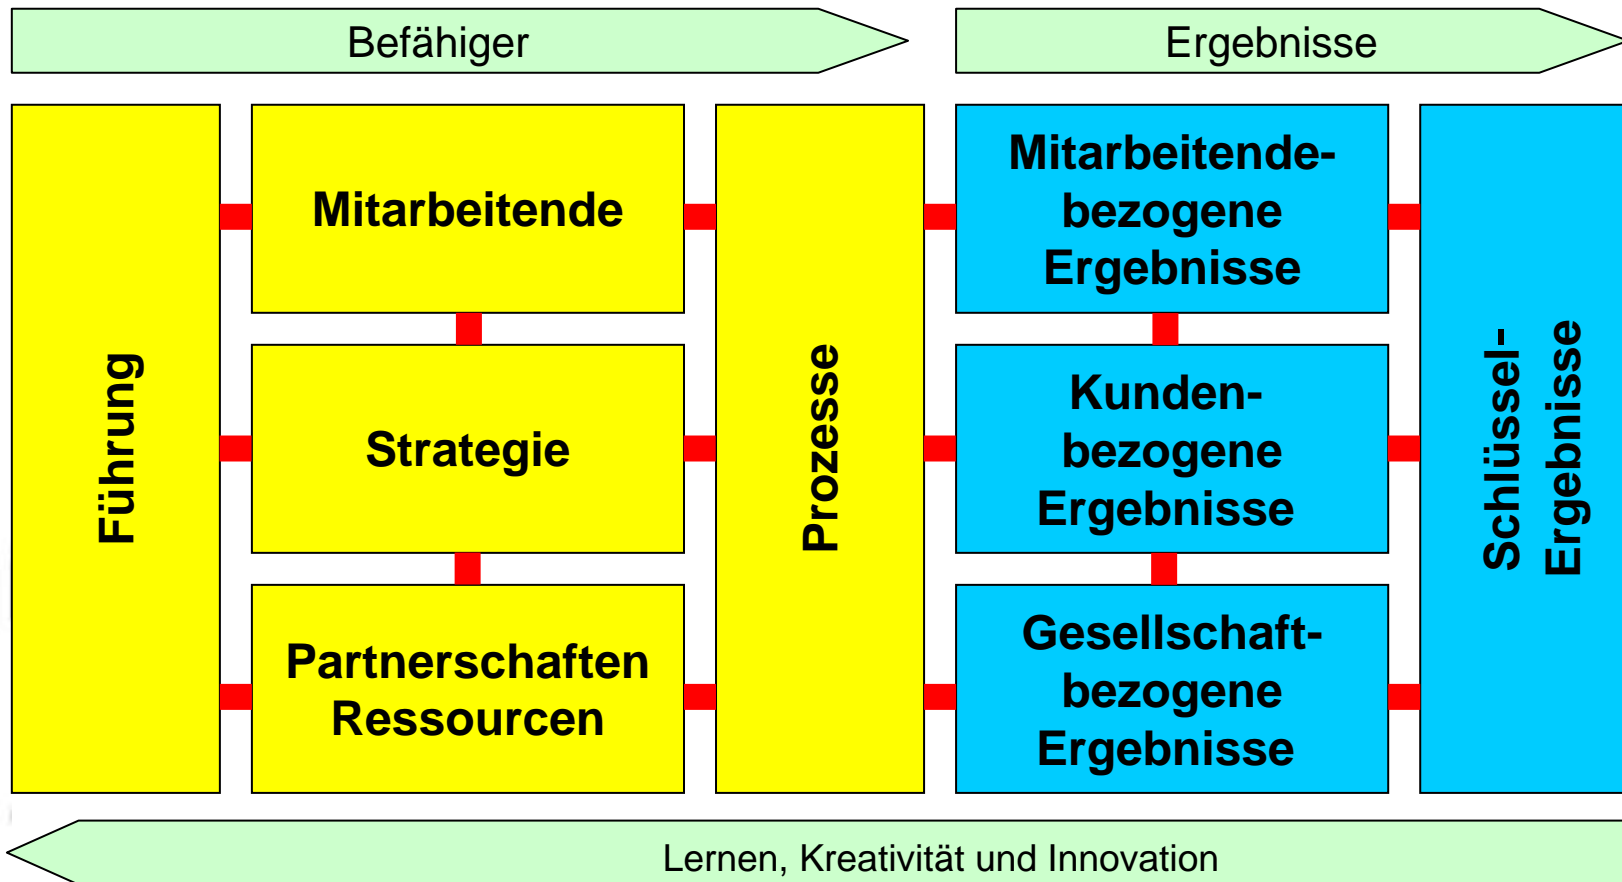 Befähiger
Ergebnisse
Führung
Mitarbeitende
Strategie
Partnerschaften
Ressourcen
Prozesse
Mitarbeitende-
bezogene
Ergebnisse
Kunden-
bezogene
Ergebnisse
Gesellschaft-
bezogene
Ergebnisse
Schlüssel-
Ergebnisse
Lernen, Kreativität und Innovation